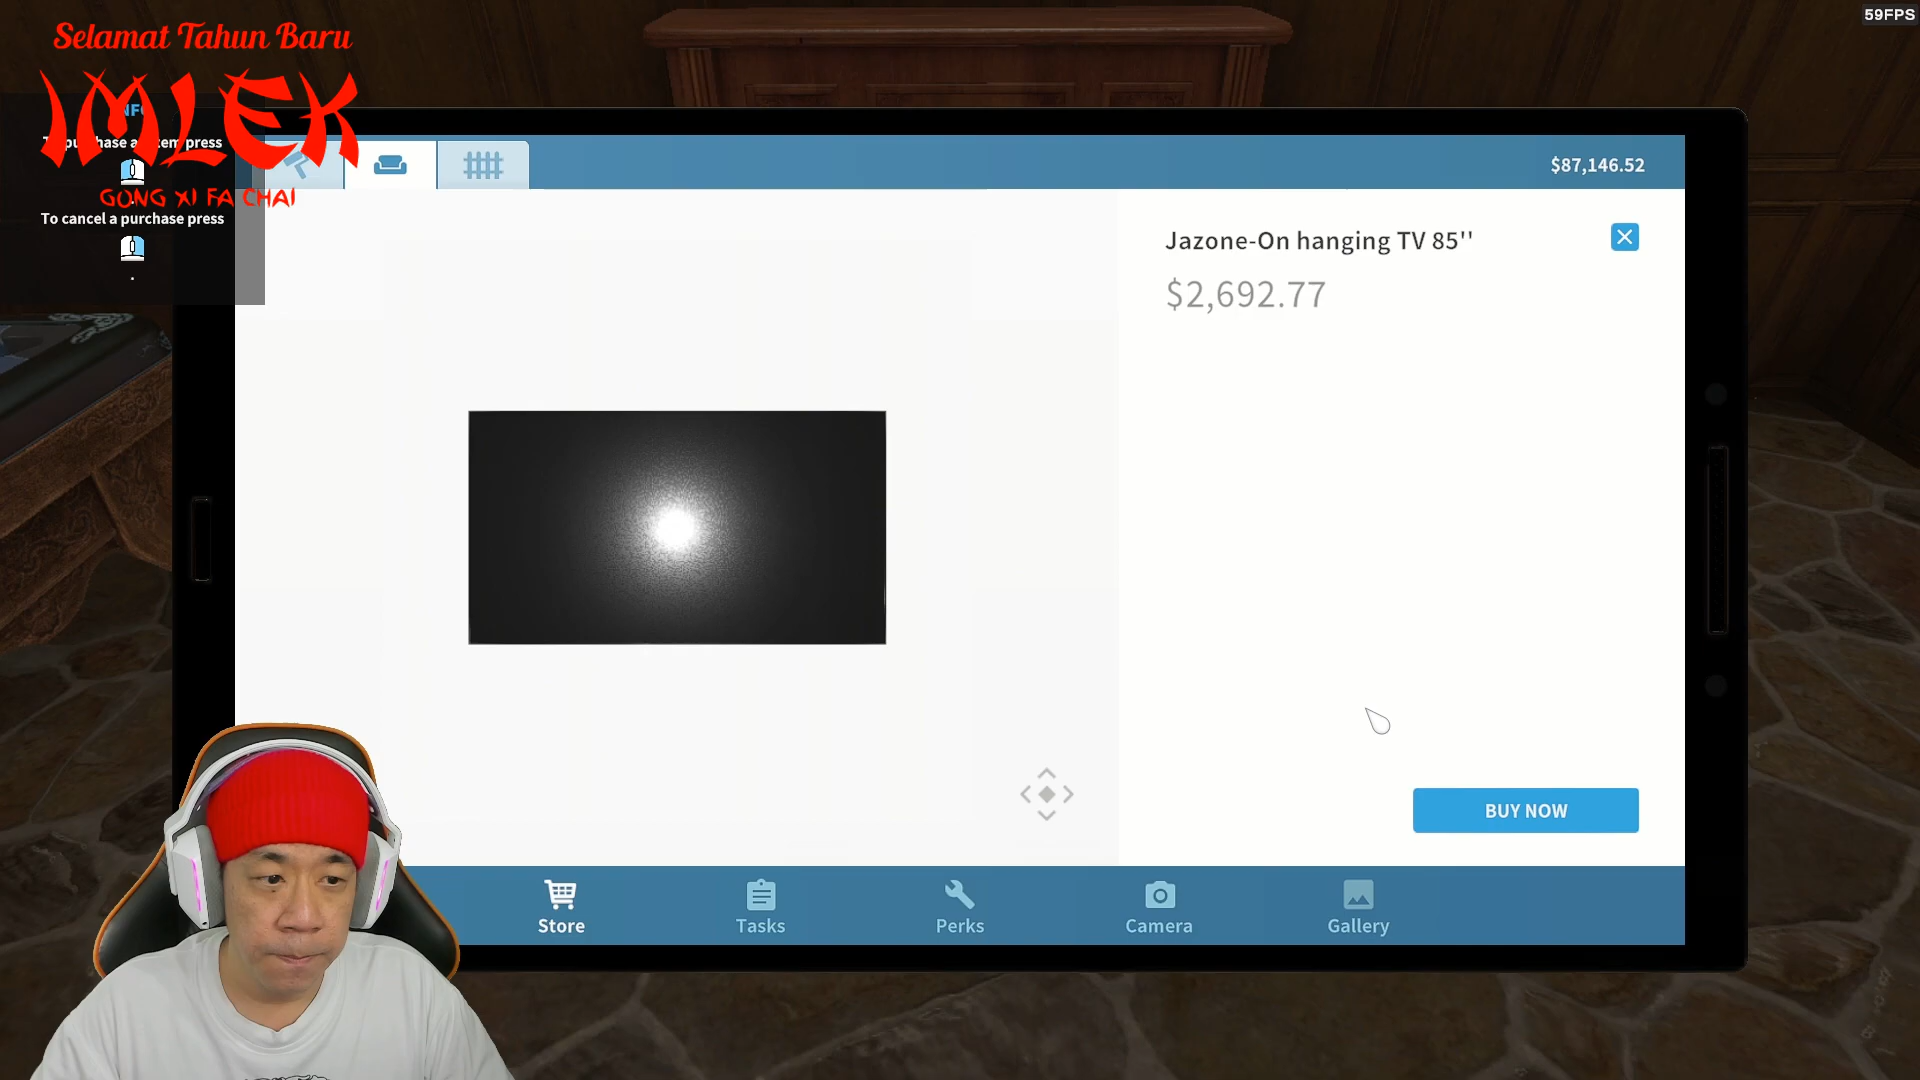 Selamat Tahun Baru
IMLEK
GONG XI FA CHAI
To cancel a purchase press
.
59FPS
$87,146.52
Jazone-On hanging TV 85''
$2,692.77
BUY NOW
Store
Tasks
Perks
Camera
Gallery